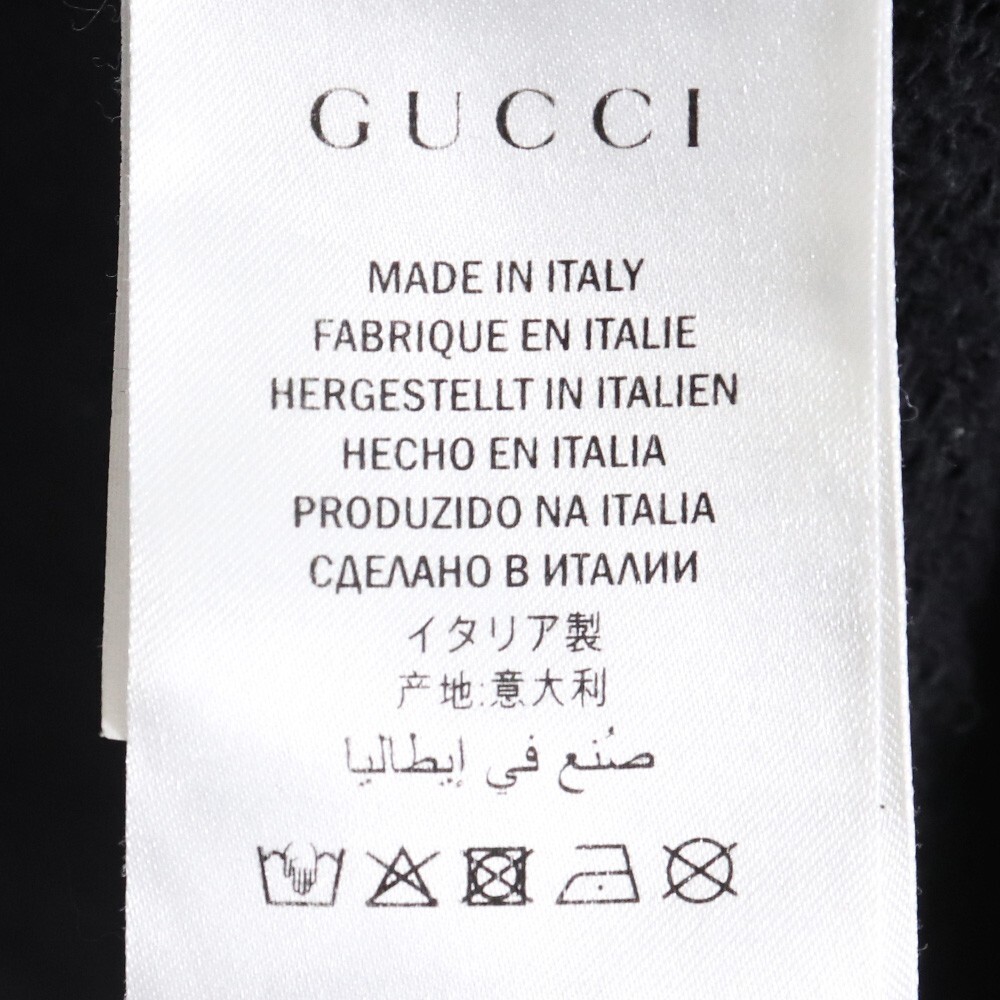 GUCCI
MADE IN ITALY
FABRIQUE EN ITALIE
HERGESTELLT IN ITALIEN
HECHO EN ITALIA
PRODUZIDO NA ITALIA
СДЕЛАНО В ИТАЛИИ
イタリア製
产地:意大利
صُنع في إيطاليا